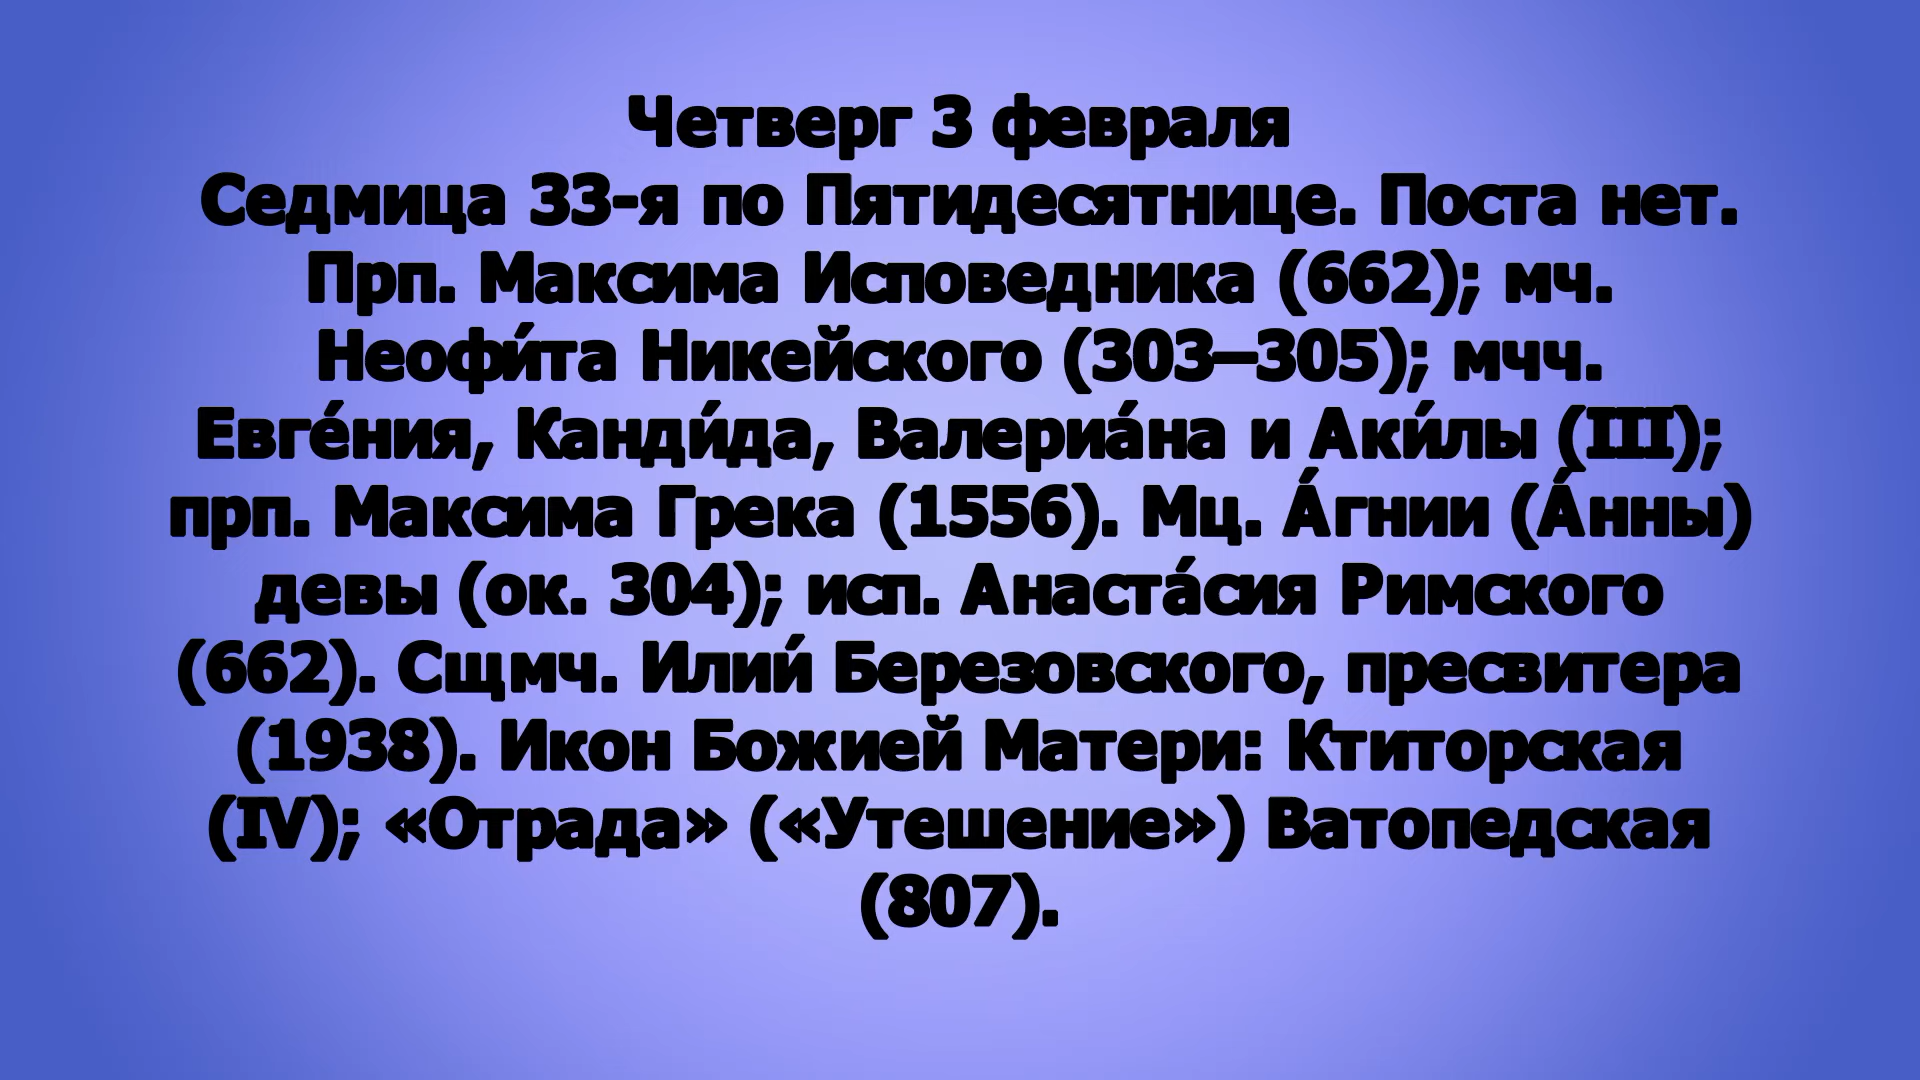 Четверг 3 февраля
Седмица 33-я по Пятидесятнице. Поста нет.
Прп. Максима Исповедника (662); мч.
Неофи́та Никейского (303–305); мчч.
Евге́ния, Канди́да, Валериа́на и Аки́лы (III);
прп. Максима Грека (1556). Мц. А́гнии (А́нны)
девы (ок. 304); исп. Анаста́сия Римского
(662). Сщмч. Илии́ Березовского, пресвитера
(1938). Икон Божией Матери: Ктиторская
(IV); «Отрада» («Утешение») Ватопедская
(807).